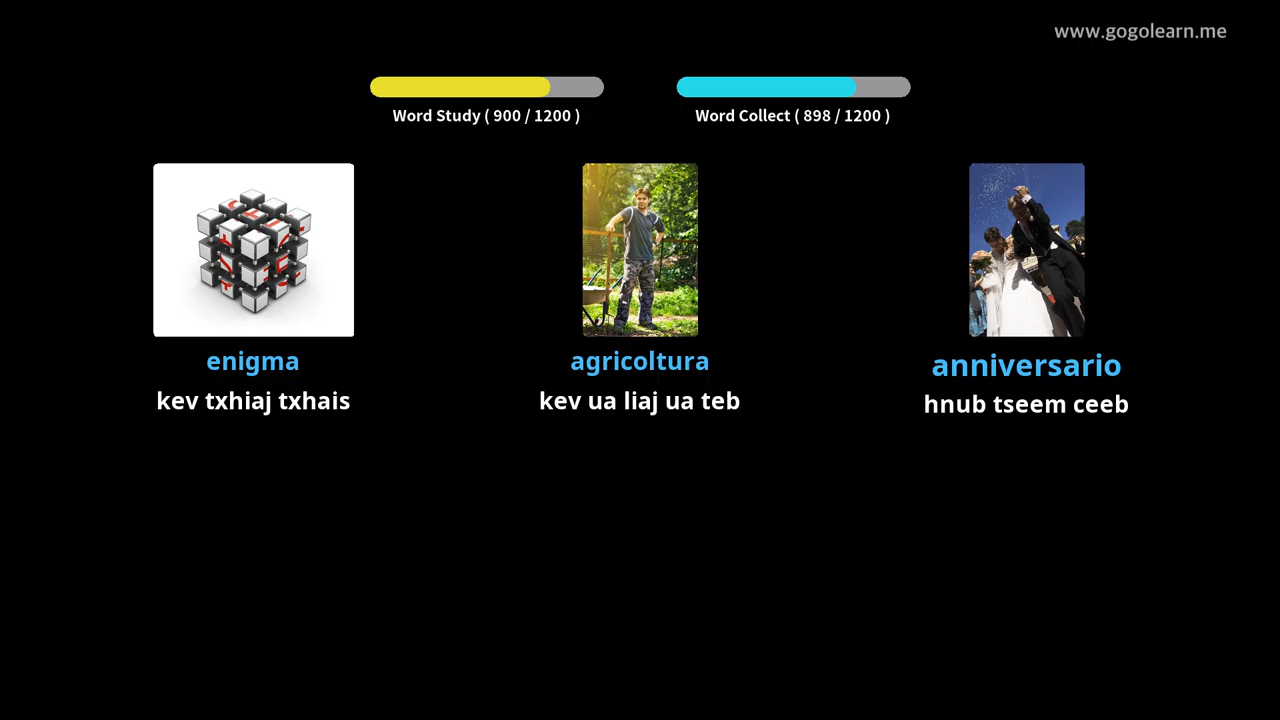 www.gogolearn.me
Word Study ( 900 / 1200 )
Word Collect ( 898 / 1200 )
enigma
kev txhiaj txhais
agricoltura
kev ua liaj ua teb
anniversario
hnub tseem ceeb